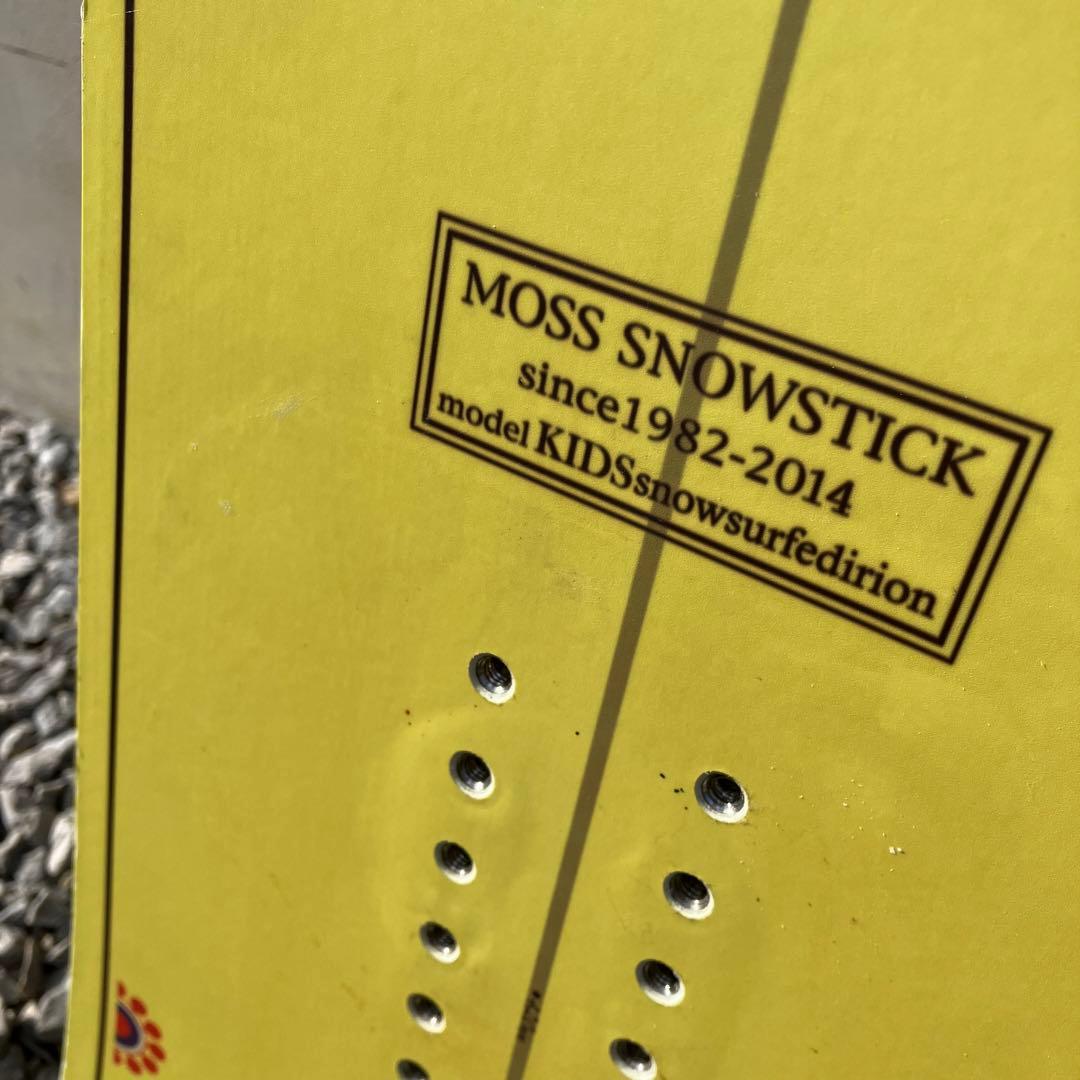 MOSS SNOWSTICK
since1982-2014
model KIDSsnowsurfedirion